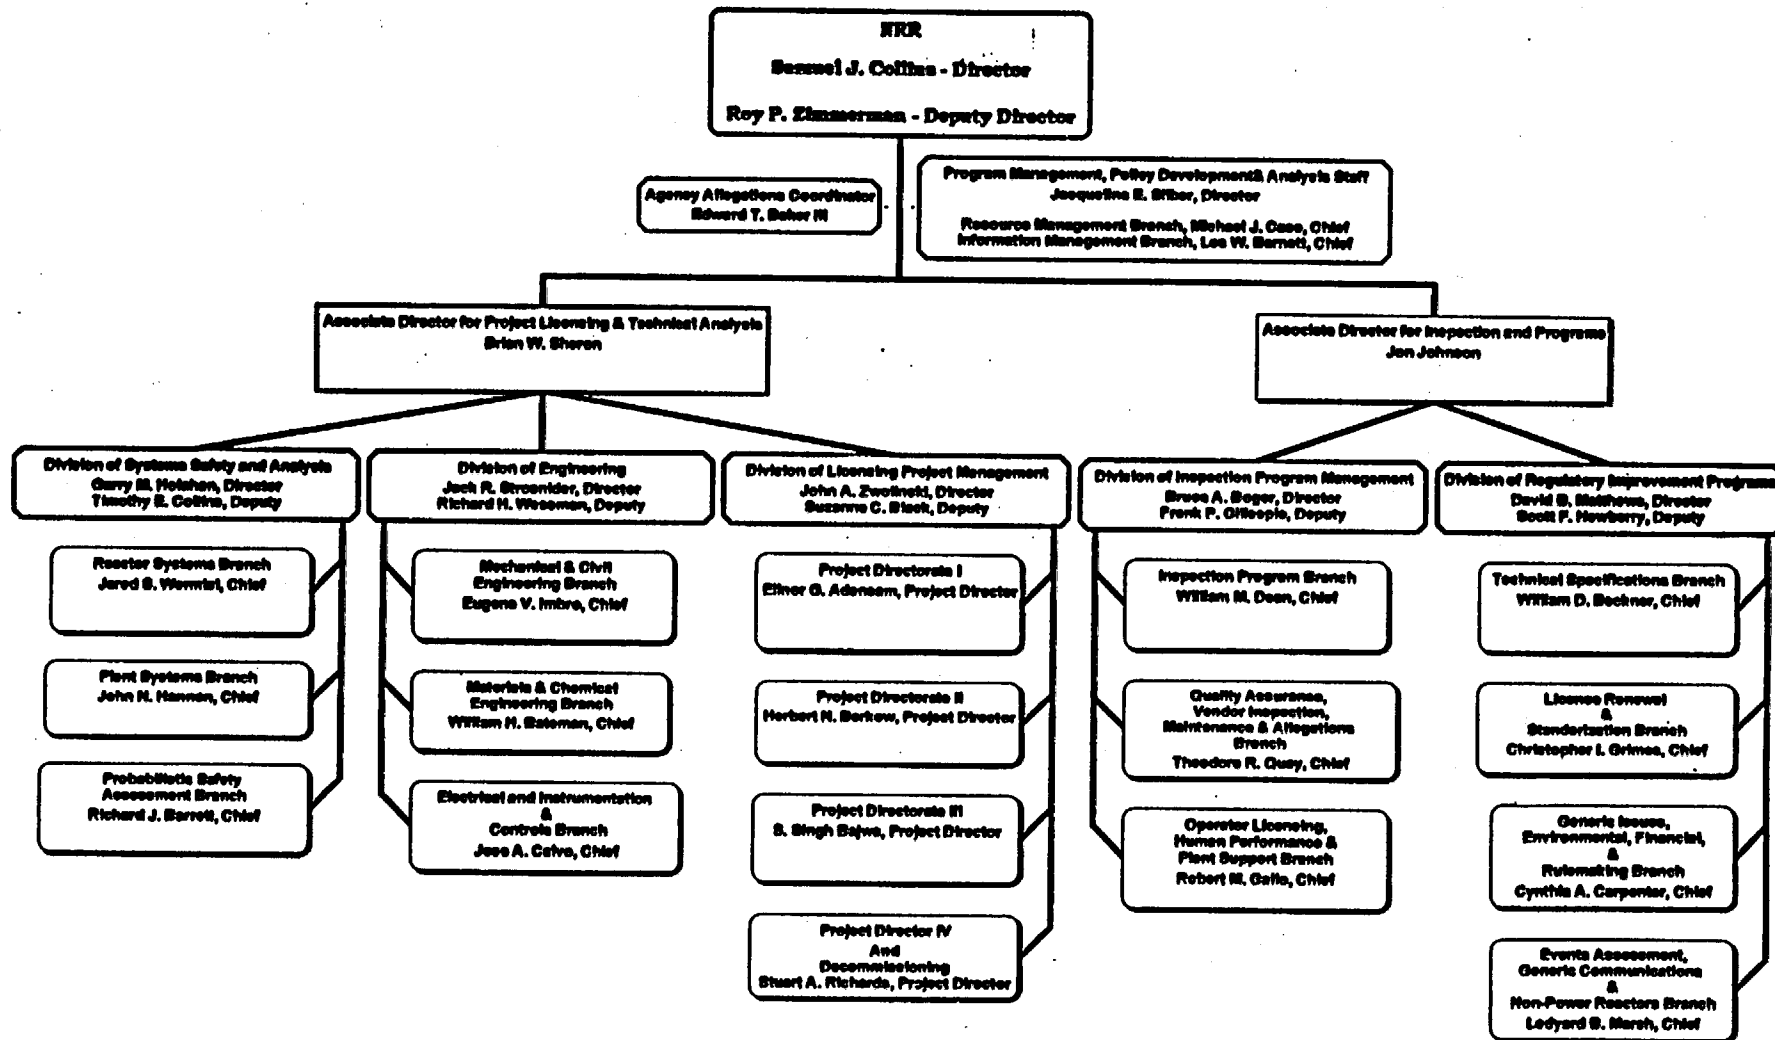 NRR
Samuel J. Collins - Director
Roy P. Zimmerman - Deputy Director
Agency Allegations Coordinator
Edward T. Baker III
Program Management, Policy Development& Analysis Staff
Jacqueline E. Silber, Director
Resource Management Branch, Michael J. Case, Chief
Information Management Branch, Les W. Barnett, Chief
Associate Director for Project Licensing & Technical Analysis
Brian W. Sheron
Associate Director for Inspection and Programs
Jon Johnson
Division of Systems Safety and Analysis
Garry M. Holahan, Director
Timothy E. Collins, Deputy
Division of Engineering
Jack R. Strosnider, Director
Richard H. Wessman, Deputy
Division of Licensing Project Management
John A. Zwolinski, Director
Suzanne C. Black, Deputy
Division of Inspection Program Management
Bruce A. Boger, Director
Frank P. Gillespie, Deputy
Division of Regulatory Improvement Programs
David B. Matthews, Director
Scott F. Newberry, Deputy
Reactor Systems Branch
Jared S. Wermiel, Chief
Plant Systems Branch
John N. Hannon, Chief
Probabilistic Safety
Assessment Branch
Richard J. Barrett, Chief
Mechanical & Civil
Engineering Branch
Eugene V. Imbro, Chief
Materials & Chemical
Engineering Branch
William H. Bateman, Chief
Electrical and Instrumentation
&
Controls Branch
Jose A. Calvo, Chief
Project Directorate I
Elinor G. Adensam, Project Director
Project Directorate II
Herbert N. Berkow, Project Director
Project Directorate III
S. Singh Bajwa, Project Director
Project Director IV
And
Decommissioning
Stuart A. Richards, Project Director
Inspection Program Branch
William M. Dean, Chief
Quality Assurance,
Vendor Inspection,
Maintenance & Allegations
Branch
Theodore R. Quay, Chief
Operator Licensing,
Human Performance &
Plant Support Branch
Robert M. Gallo, Chief
Technical Specifications Branch
William D. Beckner, Chief
License Renewal
&
Standarization Branch
Christopher I. Grimes, Chief
Generic Issues,
Environmental, Financial,
&
Rulemaking Branch
Cynthia A. Carpenter, Chief
Events Assessment,
Generic Communications
&
Non-Power Reactors Branch
Ledyard B. Marsh, Chief